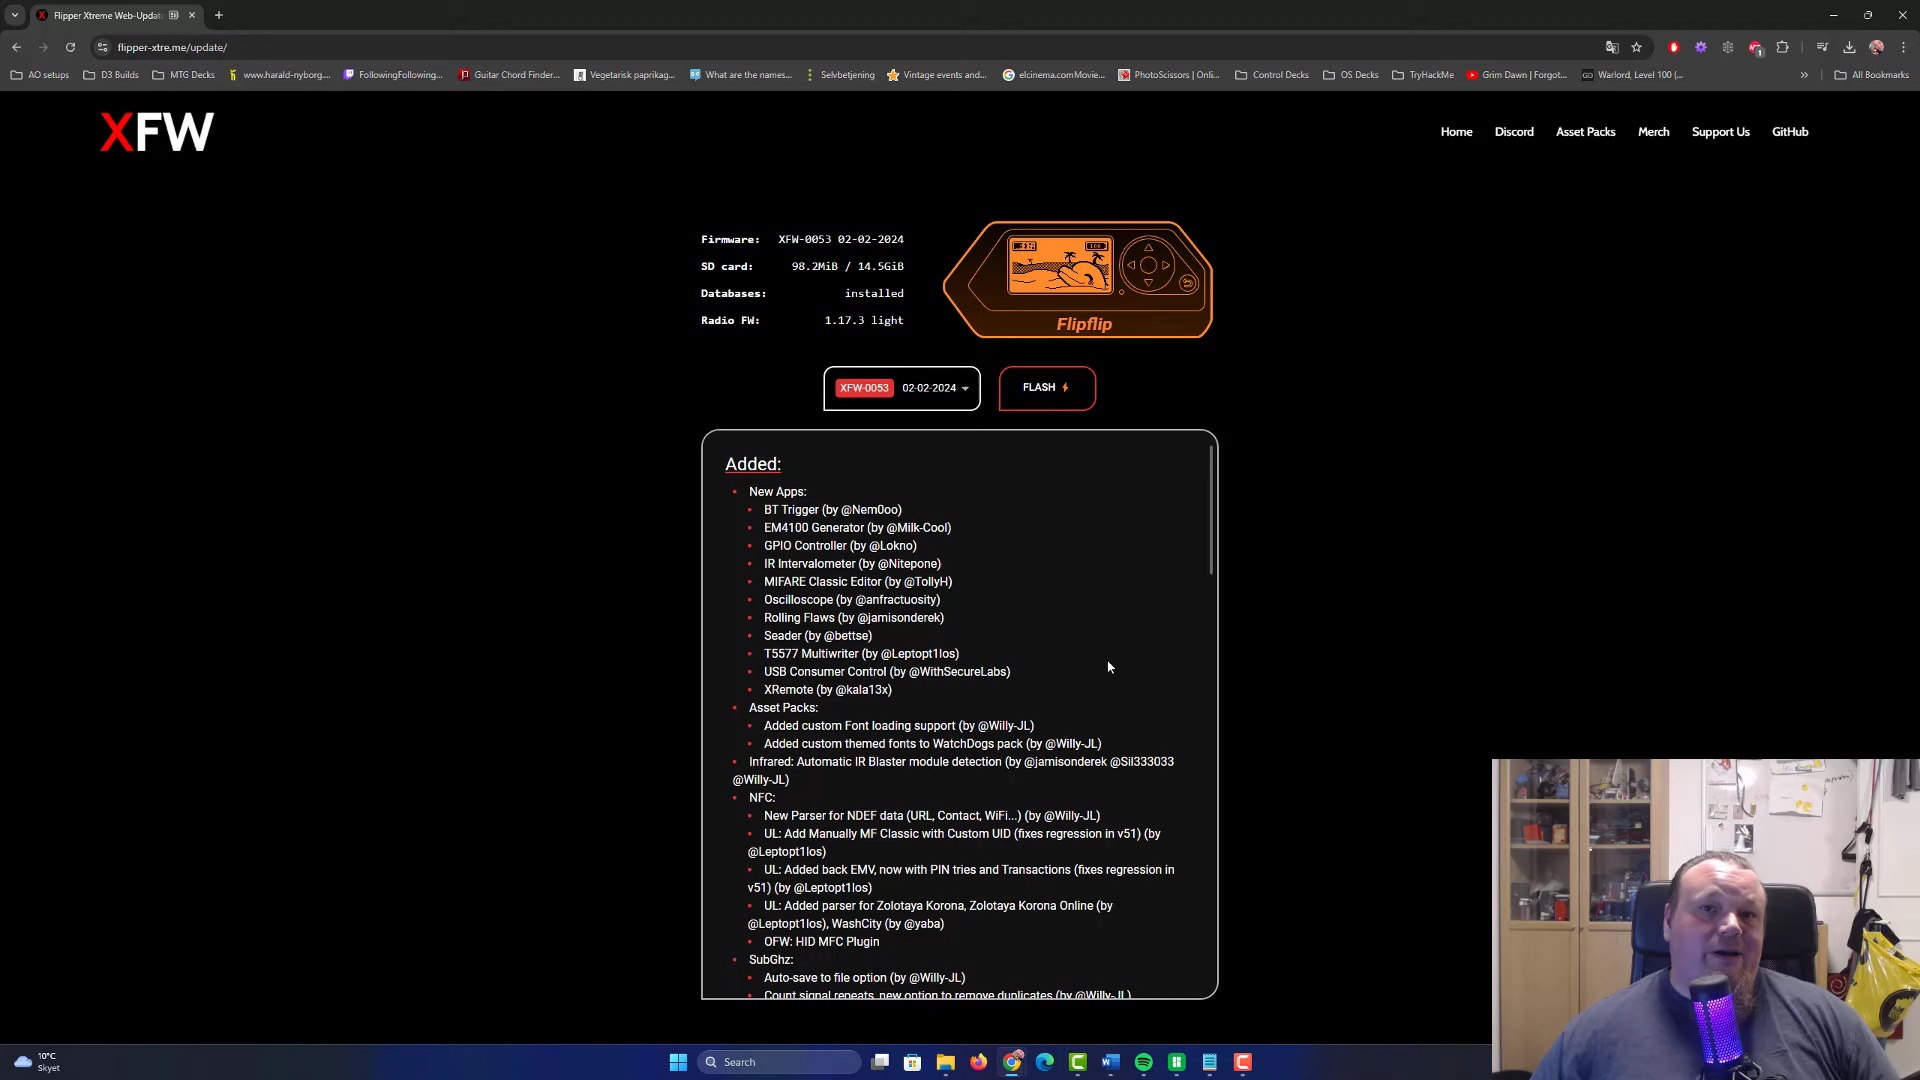 Flipper Xtreme Web-Updat
flipper-xtre.me/update/
AO setups
D3 Builds
MTG Decks
www.harald-nyborg....
FollowingFollowing...
Guitar Chord Finder...
Vegetarisk paprikag...
What are the names...
Selvbetjening
Vintage events and...
elcinema.comMovie...
PhotoScissors | Onli...
Control Decks
OS Decks
TryHackMe
Grim Dawn | Forgot...
Warlord, Level 100 (...
All Bookmarks
XFW
Home
Discord
Asset Packs
Merch
Support Us
GitHub
Firmware: XFW-0053 02-02-2024
SD card: 98.2MiB / 14.5GiB
Databases: installed
Radio FW: 1.17.3 light
Flipflip
XFW-0053 02-02-2024
FLASH
Added:
New Apps:
BT Trigger (by @Nem0oo)
EM4100 Generator (by @Milk-Cool)
GPIO Controller (by @Lokno)
IR Intervalometer (by @Nitepone)
MIFARE Classic Editor (by @TollyH)
Oscilloscope (by @anfractuosity)
Rolling Flaws (by @jamisonderek)
Seader (by @bettse)
T5577 Multiwriter (by @Leptopt1los)
USB Consumer Control (by @WithSecureLabs)
XRemote (by @kala13x)
Asset Packs:
Added custom Font loading support (by @Willy-JL)
Added custom themed fonts to WatchDogs pack (by @Willy-JL)
Infrared: Automatic IR Blaster module detection (by @jamisonderek @Sil333033
@Willy-JL)
NFC:
New Parser for NDEF data (URL, Contact, WiFi...) (by @Willy-JL)
UL: Add Manually MF Classic with Custom UID (fixes regression in v51) (by
@Leptopt1los)
UL: Added back EMV, now with PIN tries and Transactions (fixes regression in
v51) (by @Leptopt1los)
UL: Added parser for Zolotaya Korona, Zolotaya Korona Online (by
@Leptopt1los), WashCity (by @yaba)
OFW: HID MFC Plugin
SubGhz:
Auto-save to file option (by @Willy-JL)
Count signal repeats, new option to remove duplicates (by @Willy-JL)
10°C
Skyet
Search